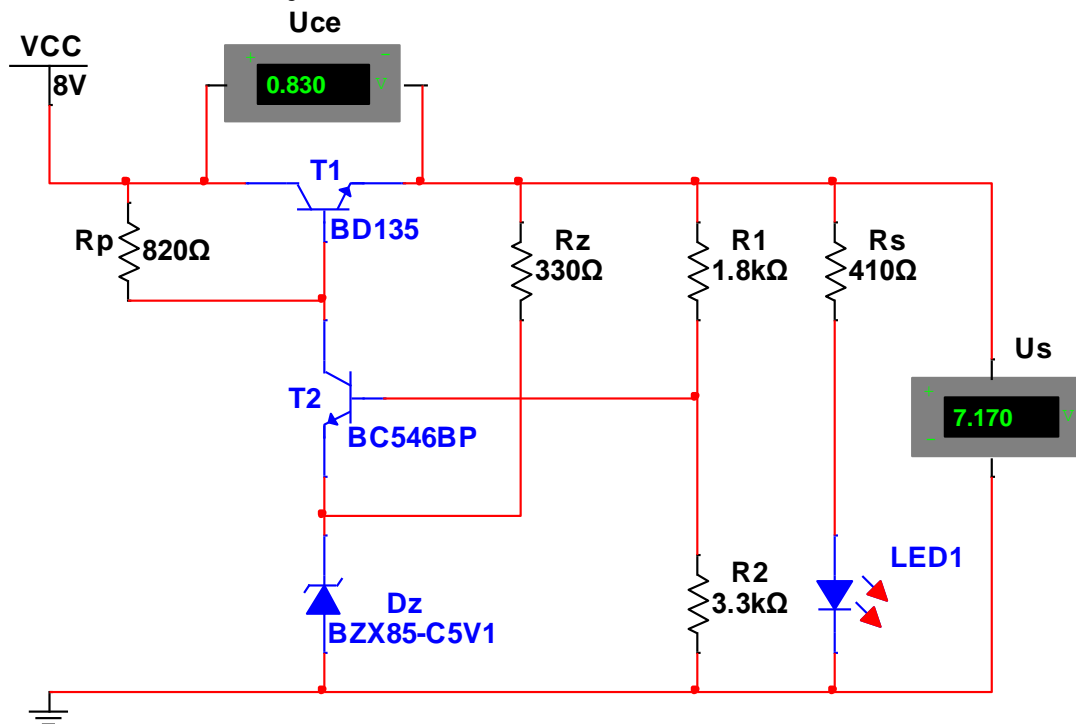 Uce
VCC
8V
+ −
0.830 V
T1
BD135
Rp
820Ω
Rz
330Ω
R1
1.8kΩ
Rs
410Ω
Us
+
7.170 V
−
T2
BC546BP
LED1
R2
3.3kΩ
Dz
BZX85-C5V1